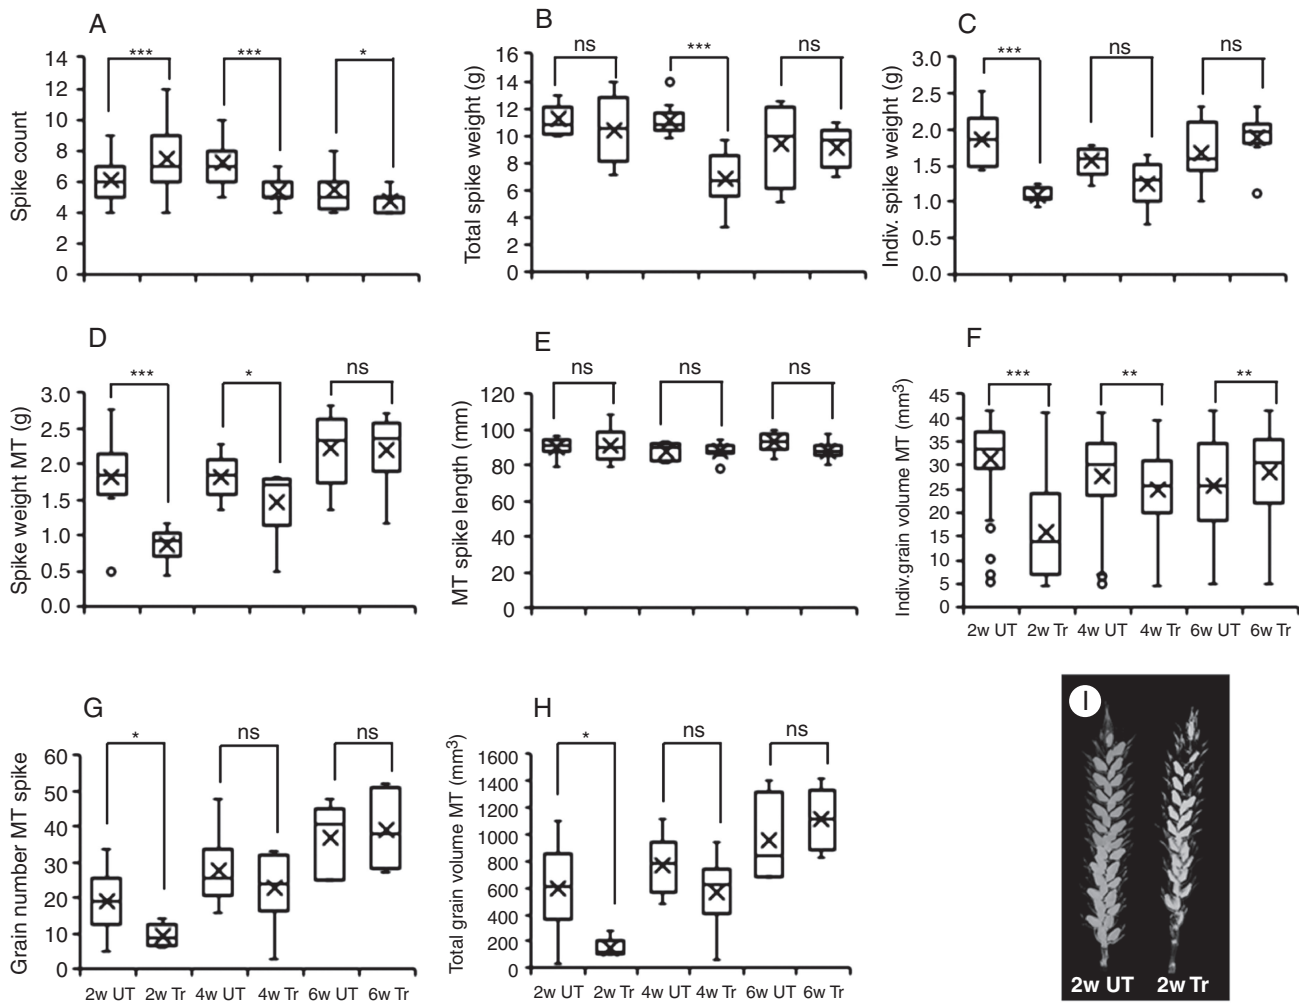 A
Spike count
14
12
10
8
6
4
2
0
***
***
*
B
Total spike weight (g)
16
14
12
10
8
6
4
2
0
ns
***
ns
C
Indiv. spike weight (g)
3.0
2.5
2.0
1.5
1.0
0.5
0.0
***
ns
ns
D
Spike weight MT (g)
3.0
2.5
2.0
1.5
1.0
0.5
0.0
***
*
ns
E
MT spike length (mm)
120
100
80
60
40
20
0
ns
ns
ns
F
Indiv.grain volume MT (mm³)
45
40
35
30
25
20
15
10
5
0
***
**
**
2w UT 2w Tr 4w UT 4w Tr 6w UT 6w Tr
G
Grain number MT spike
60
50
40
30
20
10
0
*
ns
ns
2w UT 2w Tr 4w UT 4w Tr 6w UT 6w Tr
H
Total grain volume MT (mm³)
1600
1400
1200
1000
800
600
400
200
0
*
ns
ns
2w UT 2w Tr 4w UT 4w Tr 6w UT 6w Tr
I
2w UT 2w Tr